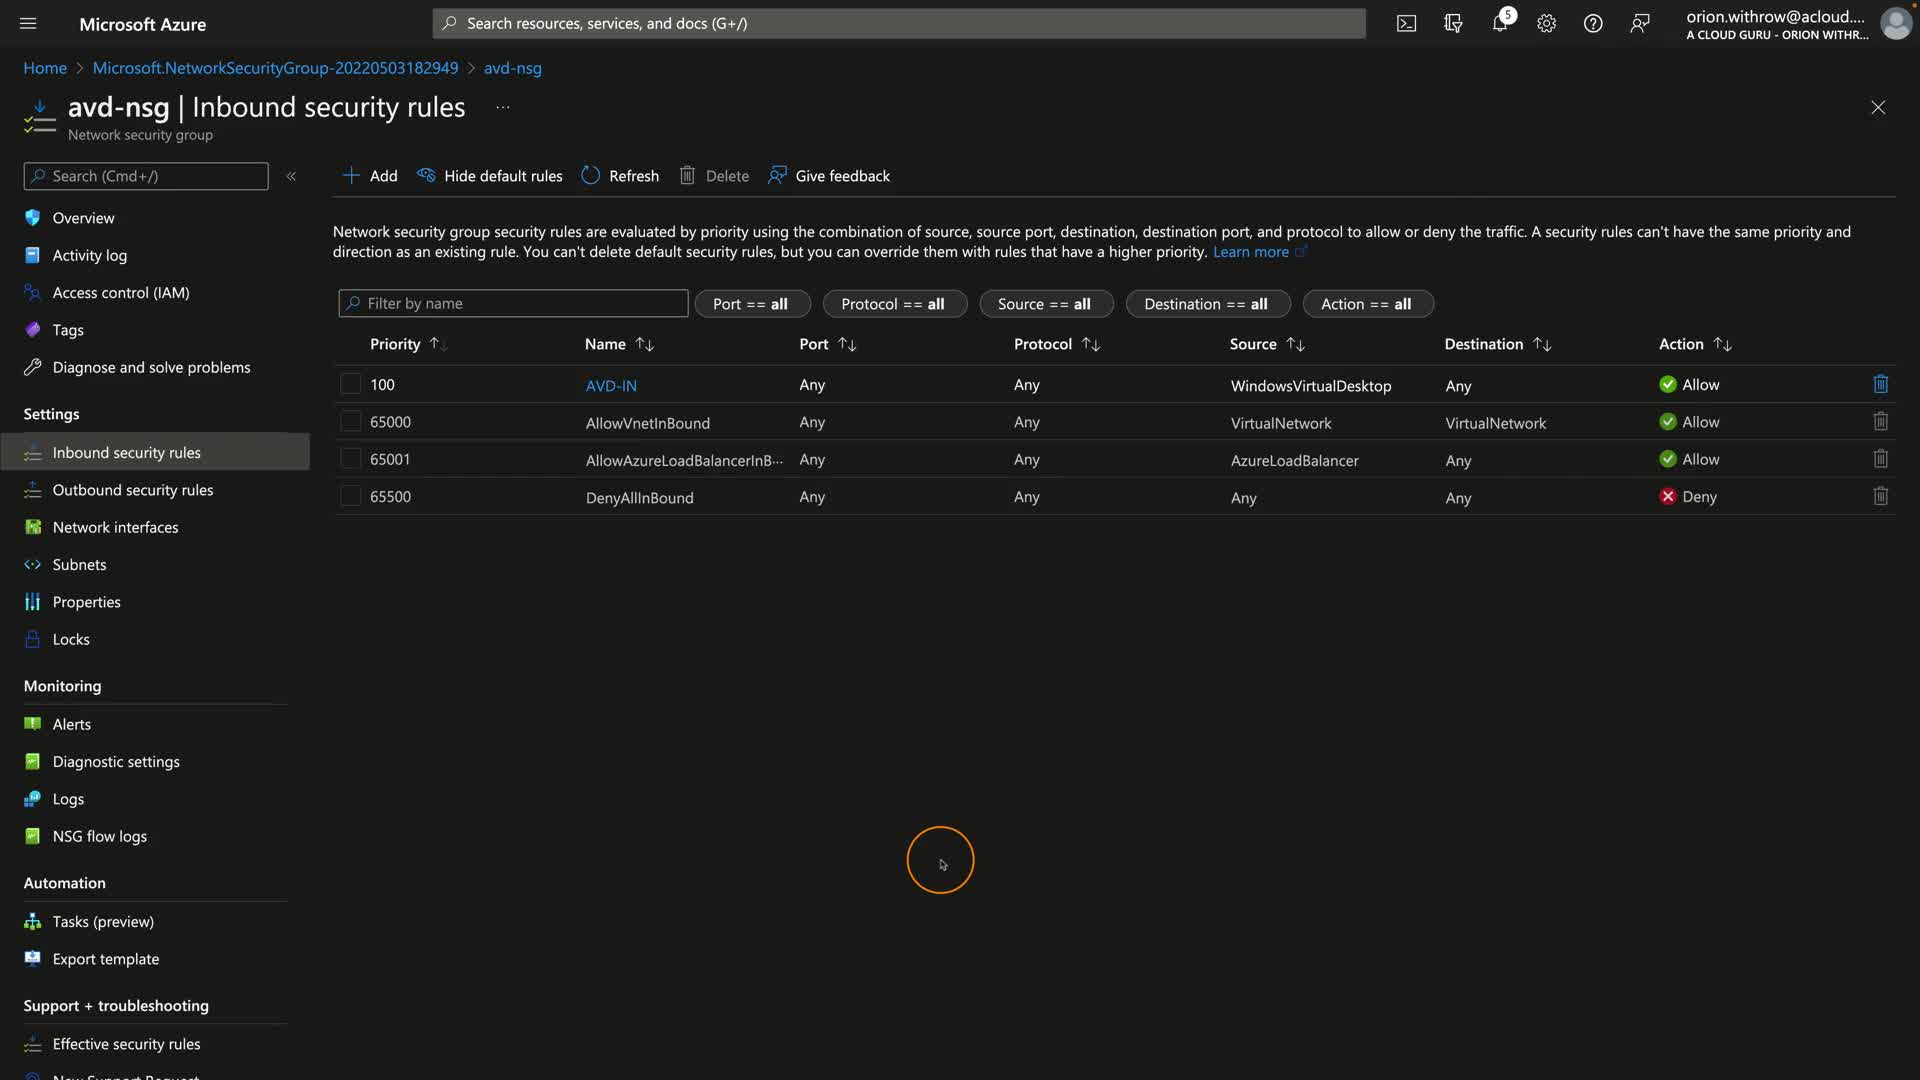 Microsoft Azure
Search resources, services, and docs (G+/)
5
orion.withrow@acloud....
A CLOUD GURU - ORION WITHR...
Home > Microsoft.NetworkSecurityGroup-20220503182949 > avd-nsg
avd-nsg | Inbound security rules ...
Network security group
Search (Cmd+/)
«
Add
Hide default rules
Refresh
Delete
Give feedback
Overview
Activity log
Access control (IAM)
Tags
Diagnose and solve problems
Settings
Inbound security rules
Outbound security rules
Network interfaces
Subnets
Properties
Locks
Monitoring
Alerts
Diagnostic settings
Logs
NSG flow logs
Automation
Tasks (preview)
Export template
Support + troubleshooting
Effective security rules
New Support Request
Network security group security rules are evaluated by priority using the combination of source, source port, destination, destination port, and protocol to allow or deny the traffic. A security rules can't have the same priority and
direction as an existing rule. You can't delete default security rules, but you can override them with rules that have a higher priority. Learn more
Filter by name
Port == all
Protocol == all
Source == all
Destination == all
Action == all
Priority ↑↓ Name ↑↓ Port ↑↓ Protocol ↑↓ Source ↑↓ Destination ↑↓ Action ↑↓
100 AVD-IN Any Any WindowsVirtualDesktop Any Allow
65000 AllowVnetInBound Any Any VirtualNetwork VirtualNetwork Allow
65001 AllowAzureLoadBalancerInB... Any Any AzureLoadBalancer Any Allow
65500 DenyAllInBound Any Any Any Any Deny